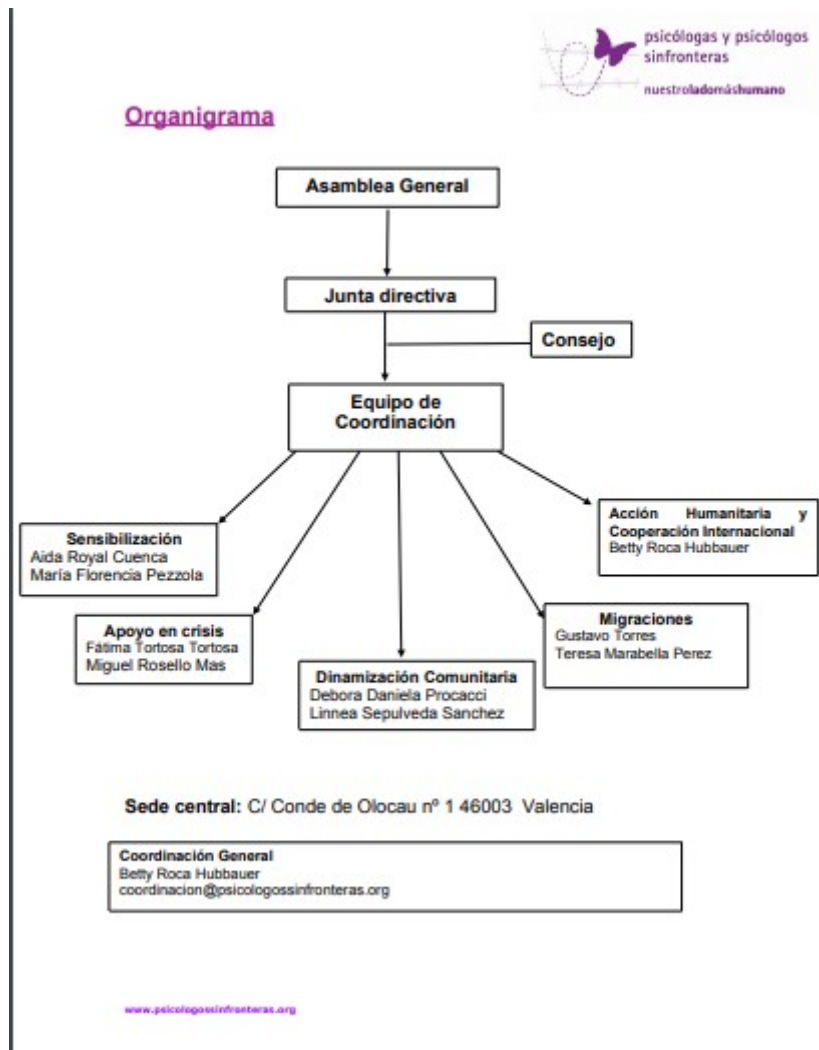 psicólogas y psicólogos
sinfronteras
nuestroladomáshumano
Organigrama
Asamblea General
Junta directiva
Consejo
Equipo de
Coordinación
Sensibilización
Aida Royal Cuenca
María Florencia Pezzola
Acción Humanitaria y
Cooperación Internacional
Betty Roca Hubbauer
Apoyo en crisis
Fátima Tortosa Tortosa
Miguel Rosello Mas
Migraciones
Gustavo Torres
Teresa Marabella Perez
Dinamización Comunitaria
Debora Daniela Procacci
Linnea Sepulveda Sanchez
Sede central: C/ Conde de Olocau nº 1 46003 Valencia
Coordinación General
Betty Roca Hubbauer
coordinacion@psicologossinfronteras.org
www.psicologossinfronteras.org